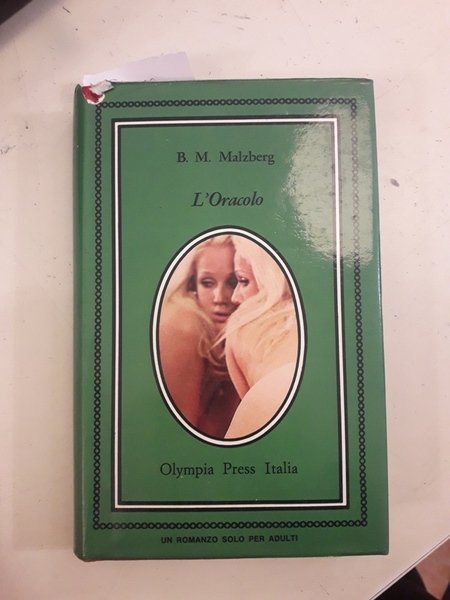 B. M. Malzberg
L'Oracolo
Olympia Press Italia
UN ROMANZO SOLO PER ADULTI